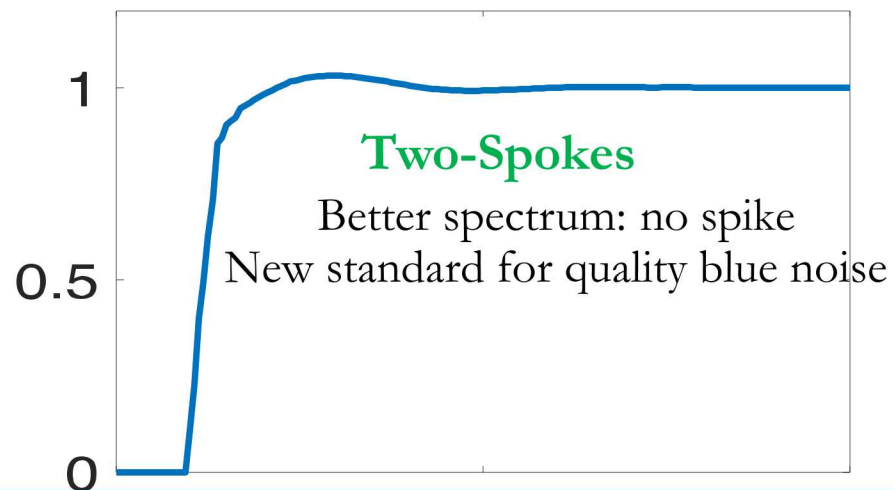 1
Two-Spokes
Better spectrum: no spike
New standard for quality blue noise
0.5
0